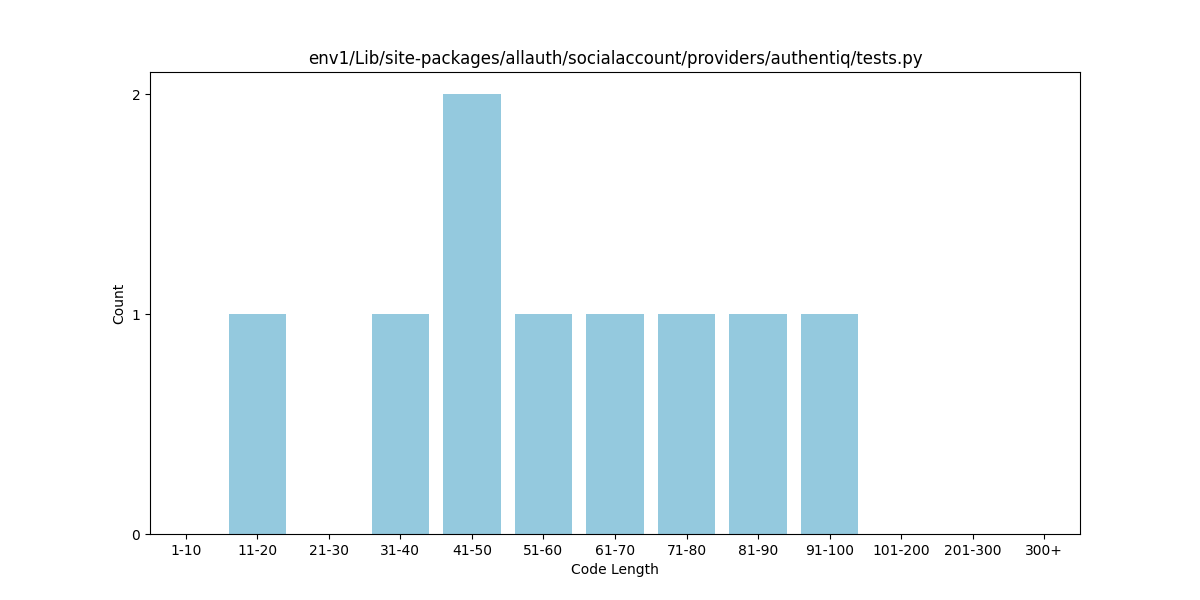 env1/Lib/site-packages/allauth/socialaccount/providers/authentiq/tests.py
2
1
0
Count
1-10 11-20 21-30 31-40 41-50 51-60 61-70 71-80 81-90 91-100 101-200 201-300 300+
Code Length